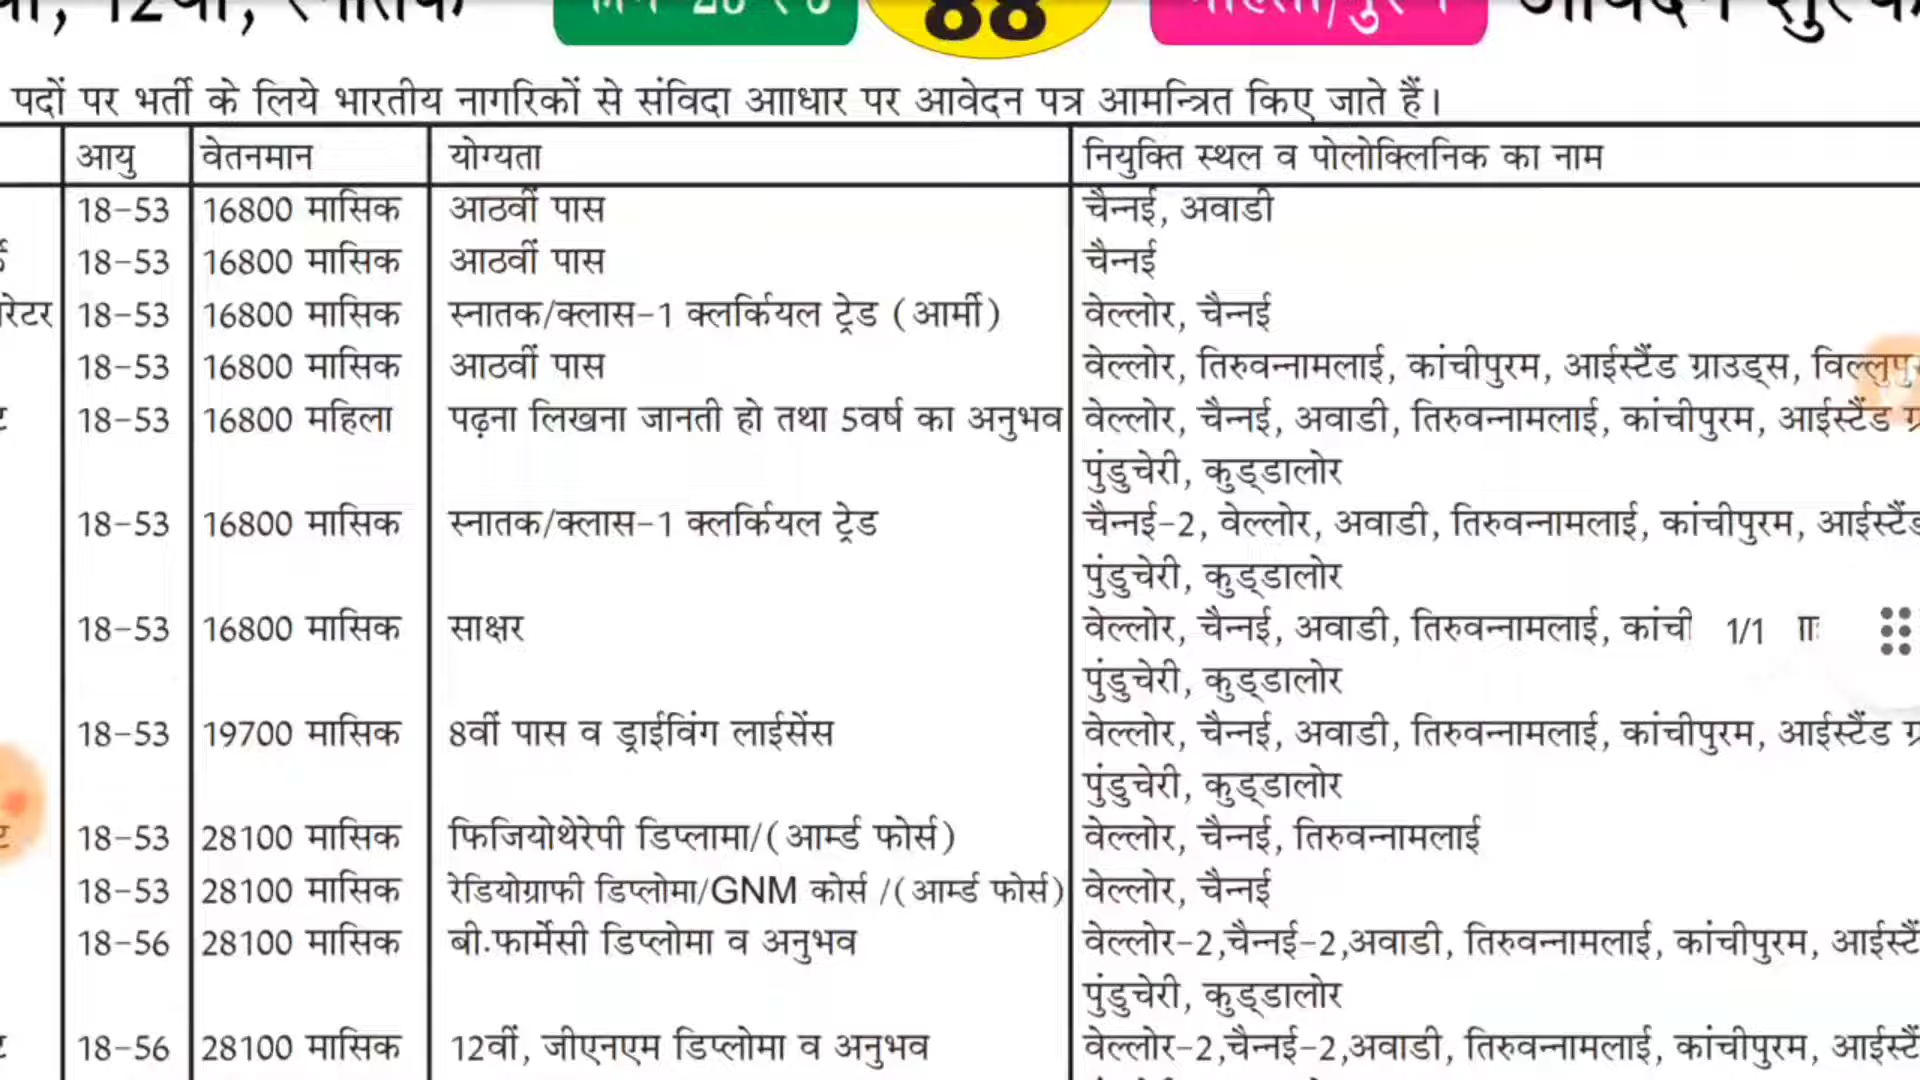 12वीं, स्नातक
88
पदों पर भर्ती के लिये भारतीय नागरिकों से संविदा आाधार पर आवेदन पत्र आमन्त्रित किए जाते हैं।
आयु वेतनमान योग्यता नियुक्ति स्थल व पोलोक्लिनिक का नाम
18-53 16800 मासिक आठवीं पास चैन्नई, अवाडी
18-53 16800 मासिक आठवीं पास चैन्नई
रेटर 18-53 16800 मासिक स्नातक/क्लास-1 क्लर्कियल ट्रेड (आर्मी) वेल्लोर, चैन्नई
18-53 16800 मासिक आठवीं पास वेल्लोर, तिरुवन्नामलाई, कांचीपुरम, आईस्टैंड ग्राउड्स,
18-53 16800 महिला पढ़ना लिखना जानती हो तथा 5वर्ष का अनुभव वेल्लोर, चैन्नई, अवाडी, तिरुवन्नामलाई, कांचीपुरम, आईस्टैंड
पुंडुचेरी, कुड्डालोर
18-53 16800 मासिक स्नातक/क्लास-1 क्लर्कियल ट्रेड चैन्नई-2, वेल्लोर, अवाडी, तिरुवन्नामलाई, कांचीपुरम,
पुंडुचेरी, कुड्डालोर
18-53 16800 मासिक साक्षर वेल्लोर, चैन्नई, अवाडी, तिरुवन्नामलाई, कांची 1/1
पुंडुचेरी, कुड्डालोर
18-53 19700 मासिक 8वीं पास व ड्राईविंग लाईसेंस वेल्लोर, चैन्नई, अवाडी, तिरुवन्नामलाई, कांचीपुरम, आईस्टैंड
पुंडुचेरी, कुड्डालोर
18-53 28100 मासिक फिजियोथेरेपी डिप्लामा/(आर्म्ड फोर्स) वेल्लोर, चैन्नई, तिरुवन्नामलाई
18-53 28100 मासिक रेडियोग्राफी डिप्लोमा/GNM कोर्स /(आर्म्ड फोर्स) वेल्लोर, चैन्नई
18-56 28100 मासिक बी.फार्मेसी डिप्लोमा व अनुभव वेल्लोर-2,चैन्नई-2,अवाडी, तिरुवन्नामलाई, कांचीपुरम,
पुंडुचेरी, कुड्डालोर
18-56 28100 मासिक 12वीं, जीएनएम डिप्लोमा व अनुभव वेल्लोर-2,चैन्नई-2,अवाडी, तिरुवन्नामलाई, कांचीपुरम,